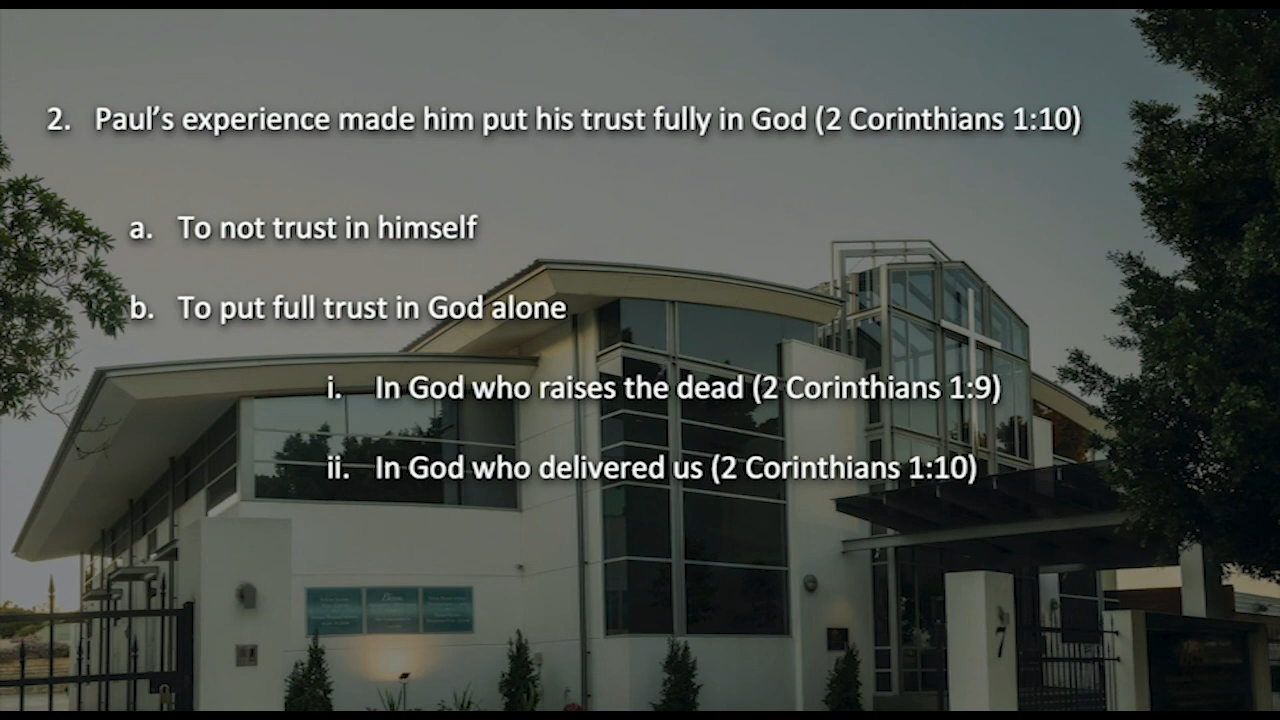 2. Paul's experience made him put his trust fully in God (2 Corinthians 1:10)
a. To not trust in himself
b. To put full trust in God alone
i. In God who raises the dead (2 Corinthians 1:9)
ii. In God who delivered us (2 Corinthians 1:10)
7